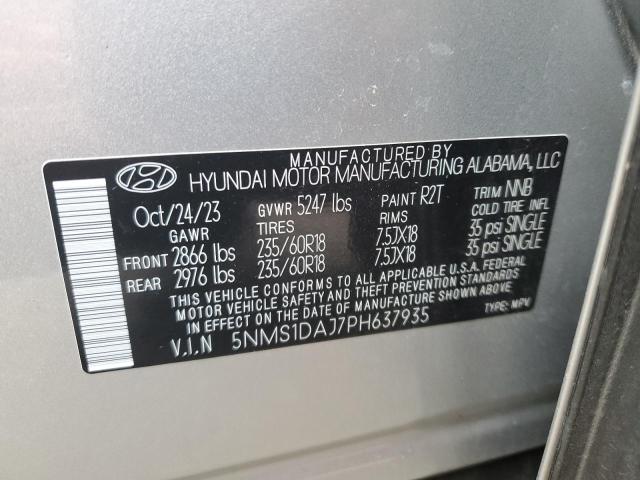 MANUFACTURED BY
HYUNDAI MOTOR MANUFACTURING ALABAMA, LLC
Oct/24/23 GVWR 5247 lbs PAINT R2T TRIM NNB
GAWR TIRES RIMS COLD TIRE INFL
FRONT 2866 lbs 235/60R18 7.5JX18 35 psi SINGLE
REAR 2976 lbs 235/60R18 7.5JX18 35 psi SINGLE
THIS VEHICLE CONFORMS TO ALL APPLICABLE U.S.A. FEDERAL
MOTOR VEHICLE SAFETY AND THEFT PREVENTION STANDARDS
IN EFFECT ON THE DATE OF MANUFACTURE SHOWN ABOVE.
V.I.N 5NMS1DAJ7PH637935 TYPE: MPV